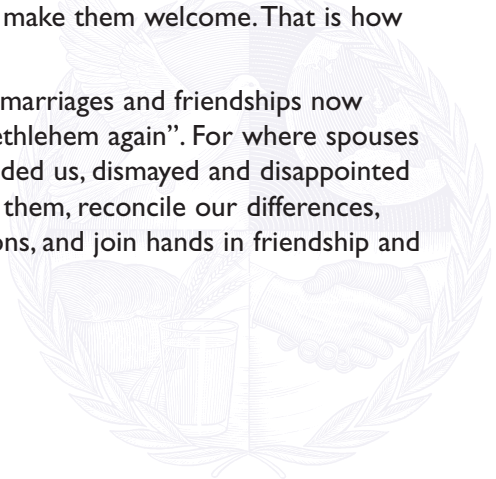 make them welcome. That is how
marriages and friendships now
ethlehem again”. For where spouses
ded us, dismayed and disappointed
them, reconcile our differences,
ons, and join hands in friendship and